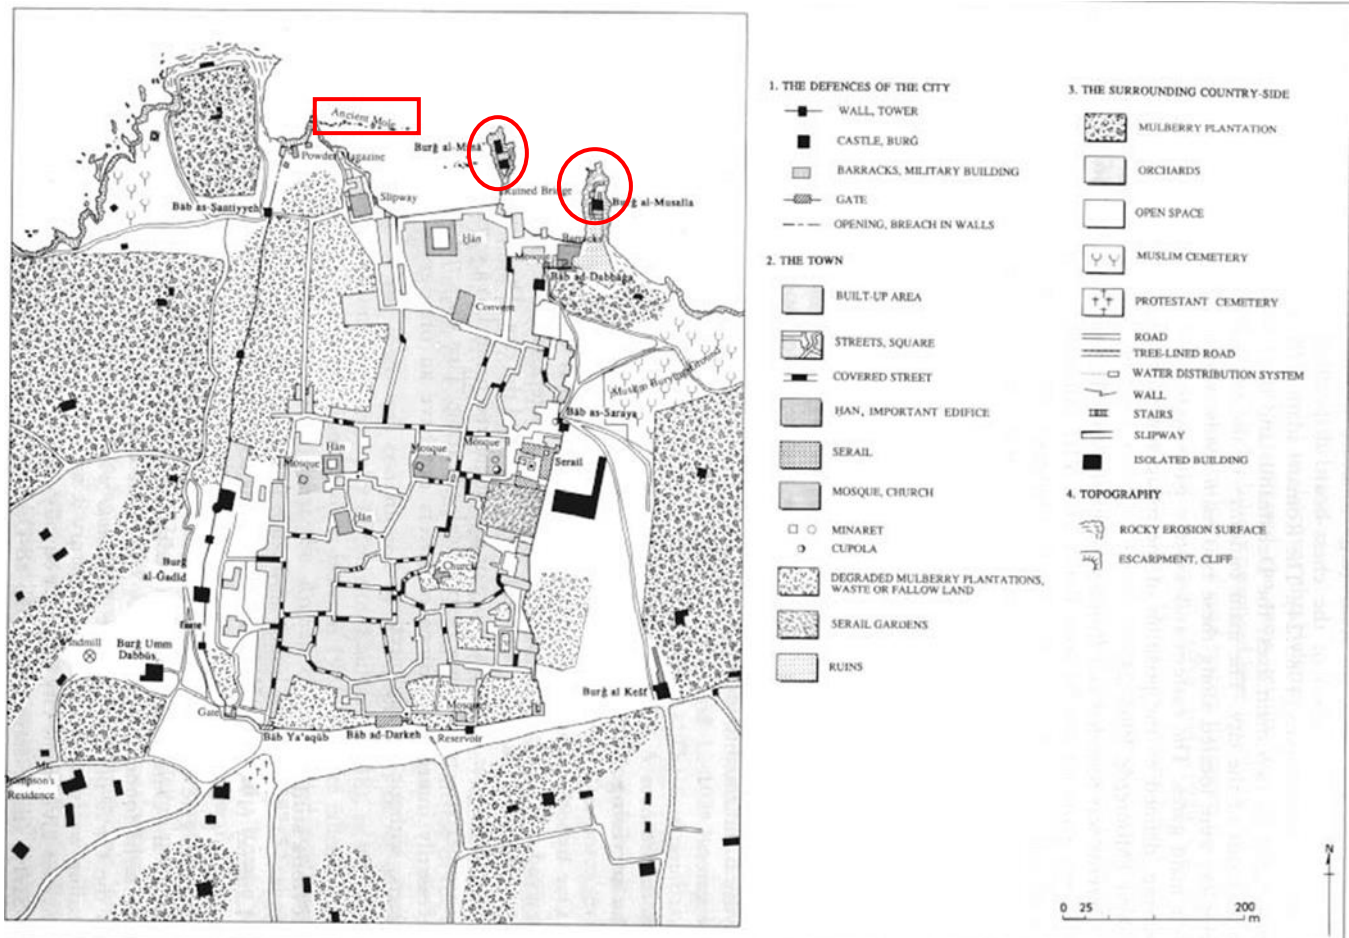 Ancient Mole
Burǧ al-Mina'
Powder Magazine
Ruined Bridge
Burǧ al-Musalla
Slipway
Bāb as-Santiyyeh
Ḫān
Barracks
Mosque
Bāb ad-Dabbāġa
Convent
Muslim Burying Ground
Bāb as-Saraya
Ḫān
Mosque
Mosque
Mosque
Serail
Ḫān
Church
Burǧ
al-Ǧadīd
Windmill
Burǧ Umm
Dabbūs
Burǧ al Kešf
Gate
Mosque
Bāb Ya'aqūb
Bāb ad-Darkeh
Reservoir
Mr.
Thompson's
Residence
1. THE DEFENCES OF THE CITY
WALL, TOWER
CASTLE, BURǦ
BARRACKS, MILITARY BUILDING
GATE
OPENING, BREACH IN WALLS
2. THE TOWN
BUILT-UP AREA
STREETS, SQUARE
COVERED STREET
ḪAN, IMPORTANT EDIFICE
SERAIL
MOSQUE, CHURCH
MINARET
CUPOLA
DEGRADED MULBERRY PLANTATIONS,
WASTE OR FALLOW LAND
SERAIL GARDENS
RUINS
3. THE SURROUNDING COUNTRY-SIDE
MULBERRY PLANTATION
ORCHARDS
OPEN SPACE
MUSLIM CEMETERY
PROTESTANT CEMETERY
ROAD
TREE-LINED ROAD
WATER DISTRIBUTION SYSTEM
WALL
STAIRS
SLIPWAY
ISOLATED BUILDING
4. TOPOGRAPHY
ROCKY EROSION SURFACE
ESCARPMENT, CLIFF
N
0 25 200
m